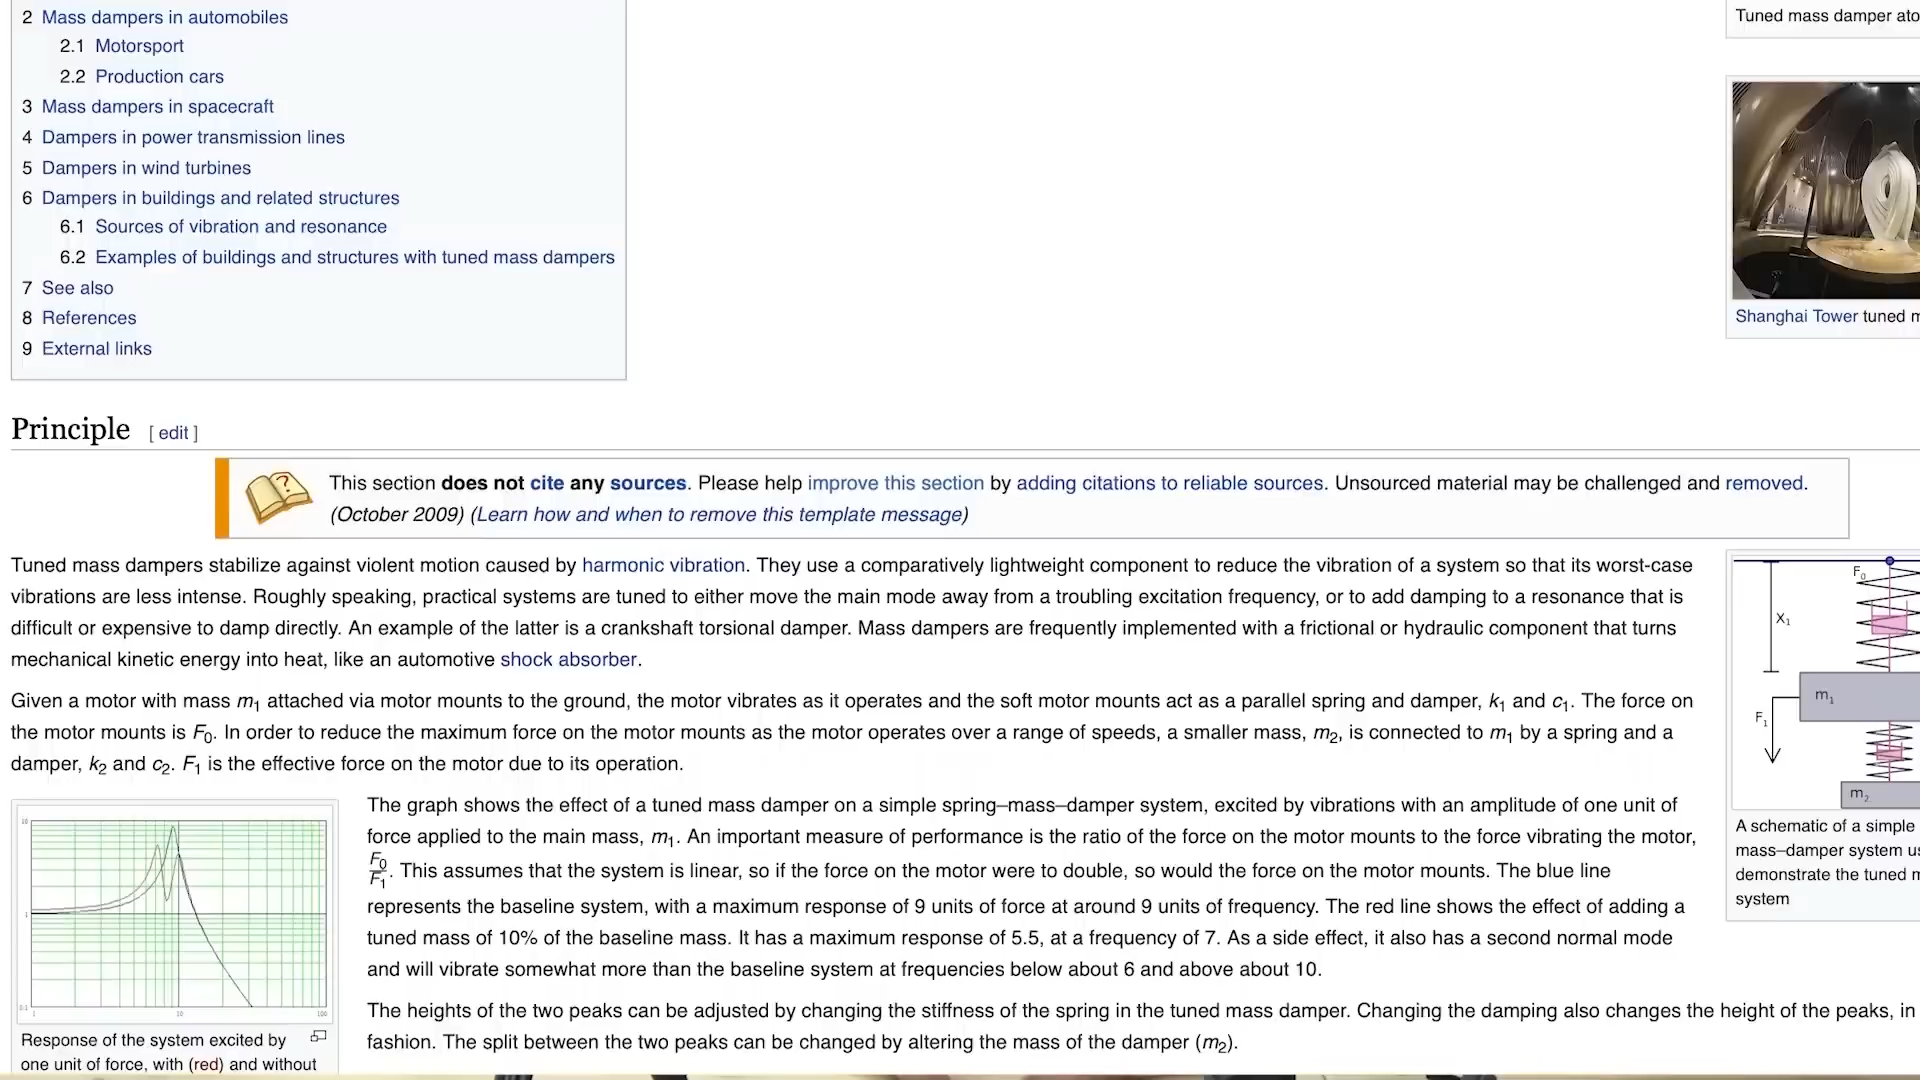 2 Mass dampers in automobiles
2.1 Motorsport
2.2 Production cars
3 Mass dampers in spacecraft
4 Dampers in power transmission lines
5 Dampers in wind turbines
6 Dampers in buildings and related structures
6.1 Sources of vibration and resonance
6.2 Examples of buildings and structures with tuned mass dampers
7 See also
8 References
9 External links
Tuned mass damper ato
Shanghai Tower tuned m
Principle [ edit ]
This section does not cite any sources. Please help improve this section by adding citations to reliable sources. Unsourced material may be challenged and removed.
(October 2009) (Learn how and when to remove this template message)
Tuned mass dampers stabilize against violent motion caused by harmonic vibration. They use a comparatively lightweight component to reduce the vibration of a system so that its worst-case
vibrations are less intense. Roughly speaking, practical systems are tuned to either move the main mode away from a troubling excitation frequency, or to add damping to a resonance that is
difficult or expensive to damp directly. An example of the latter is a crankshaft torsional damper. Mass dampers are frequently implemented with a frictional or hydraulic component that turns
mechanical kinetic energy into heat, like an automotive shock absorber.
Given a motor with mass m1 attached via motor mounts to the ground, the motor vibrates as it operates and the soft motor mounts act as a parallel spring and damper, k1 and c1. The force on
the motor mounts is F0. In order to reduce the maximum force on the motor mounts as the motor operates over a range of speeds, a smaller mass, m2, is connected to m1 by a spring and a
damper, k2 and c2. F1 is the effective force on the motor due to its operation.
F0
X1
m1
F1
m2
A schematic of a simple
mass–damper system us
demonstrate the tuned m
system
The graph shows the effect of a tuned mass damper on a simple spring–mass–damper system, excited by vibrations with an amplitude of one unit of
force applied to the main mass, m1. An important measure of performance is the ratio of the force on the motor mounts to the force vibrating the motor,
F0/F1. This assumes that the system is linear, so if the force on the motor were to double, so would the force on the motor mounts. The blue line
represents the baseline system, with a maximum response of 9 units of force at around 9 units of frequency. The red line shows the effect of adding a
tuned mass of 10% of the baseline mass. It has a maximum response of 5.5, at a frequency of 7. As a side effect, it also has a second normal mode
and will vibrate somewhat more than the baseline system at frequencies below about 6 and above about 10.
The heights of the two peaks can be adjusted by changing the stiffness of the spring in the tuned mass damper. Changing the damping also changes the height of the peaks, in
fashion. The split between the two peaks can be changed by altering the mass of the damper (m2).
10
1
0.1
1 10 100
Response of the system excited by
one unit of force, with (red) and without